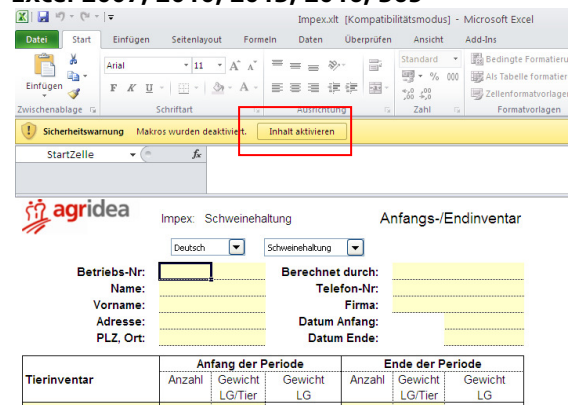 Excel 2007, 2010, 2013, 2016, 365
Impex.xlt [Kompatibilitätsmodus] - Microsoft Excel
Datei Start Einfügen Seitenlayout Formeln Daten Überprüfen Ansicht Add-Ins
Arial 11 A A Standard Bedingte Formatieru
% 000 Als Tabelle formatier
Einfügen F K U A Zellenformatvorlage
Zwischenablage Schriftart Ausrichtung Zahl Formatvorlagen
Sicherheitswarnung Makros wurden deaktiviert. Inhalt aktivieren
StartZelle fx
agridea Impex: Schweinehaltung Anfangs-/Endinventar
Deutsch Schweinehaltung
Betriebs-Nr: Berechnet durch:
Name: Telefon-Nr:
Vorname: Firma:
Adresse: Datum Anfang:
PLZ, Ort: Datum Ende:
Anfang der Periode Ende der Periode
Tierinventar Anzahl Gewicht Gewicht Anzahl Gewicht Gewicht
LG/Tier LG LG/Tier LG